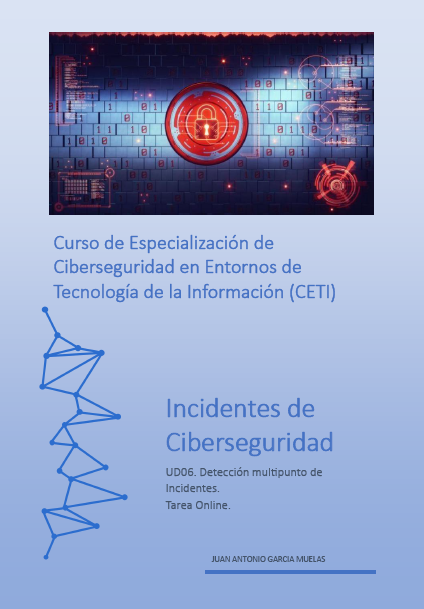 Curso de Especialización de
Ciberseguridad en Entornos de
Tecnología de la Información (CETI)
Incidentes de
Ciberseguridad
UD06. Detección multipunto de
Incidentes.
Tarea Online.
JUAN ANTONIO GARCIA MUELAS